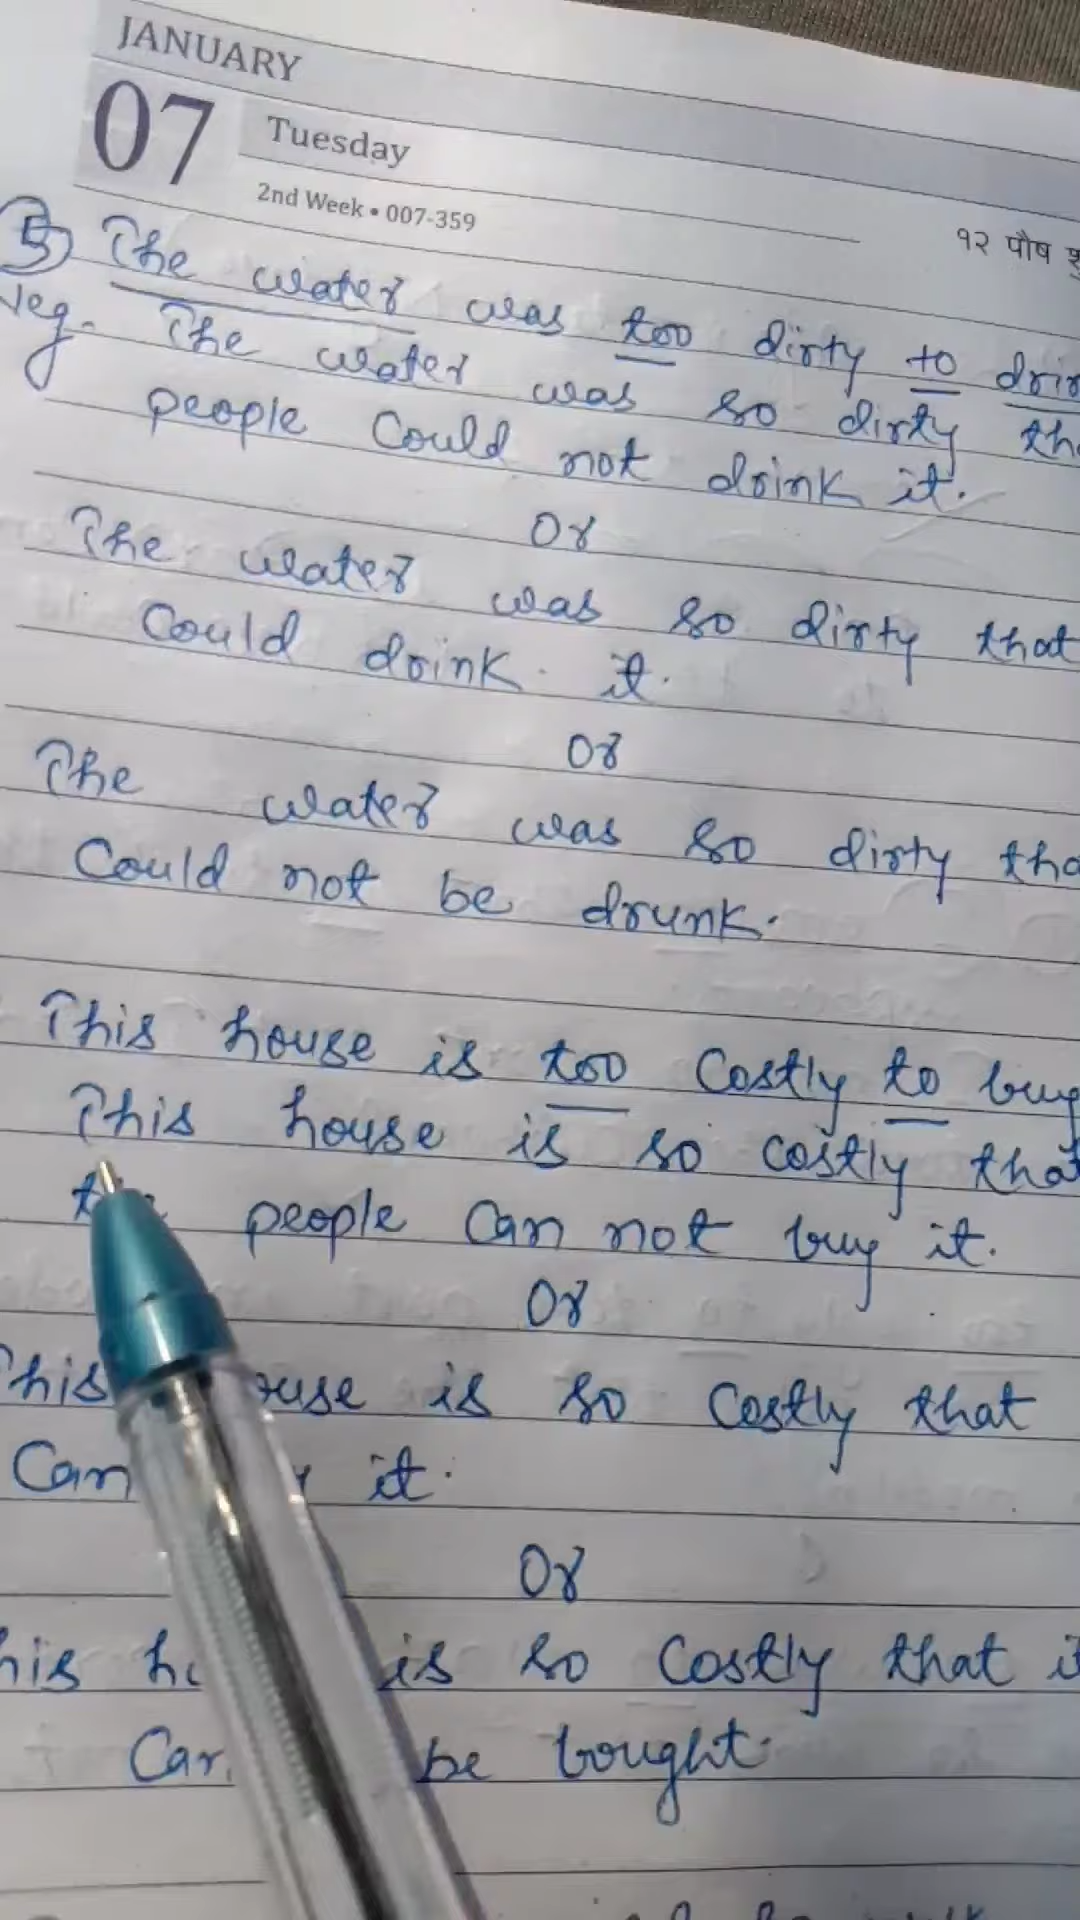 JANUARY
07
Tuesday
2nd Week • 007-359
१२ पौष
5 The water was too dirty to
Neg. The water was so dirty
people Could not drink it.
Or
The water was so dirty that
Could drink it.
Or
The water was so dirty
Could not be drunk.
This house is too Costly to buy
This house is so costly that
people Can not buy it.
Or
is so Costly that
Can it.
Or
is so Costly that
be bought.